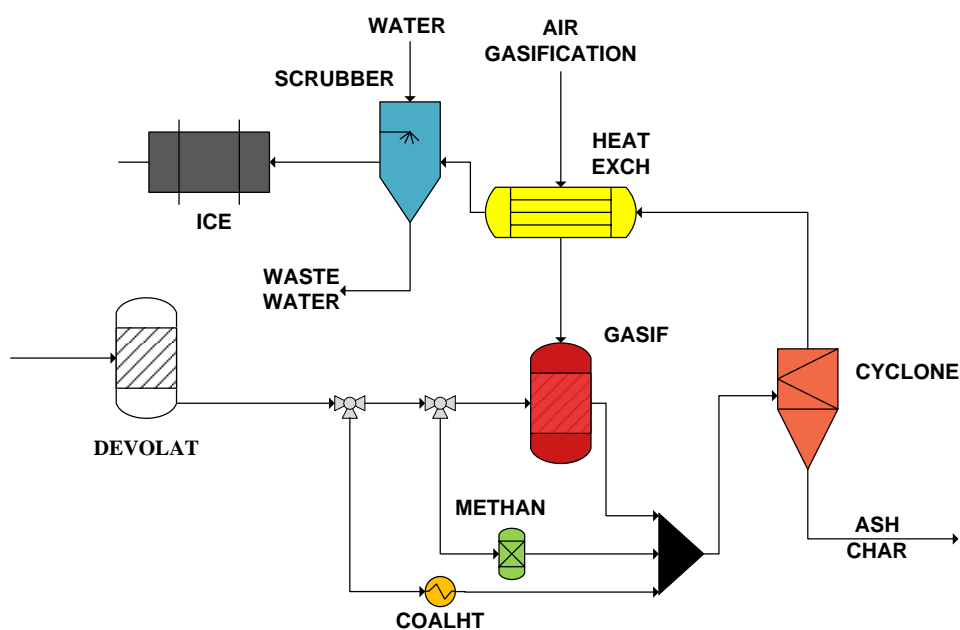 WATER
AIR
GASIFICATION
SCRUBBER
HEAT
EXCH
ICE
WASTE
WATER
GASIF
CYCLONE
DEVOLAT
METHAN
ASH
CHAR
COALHT